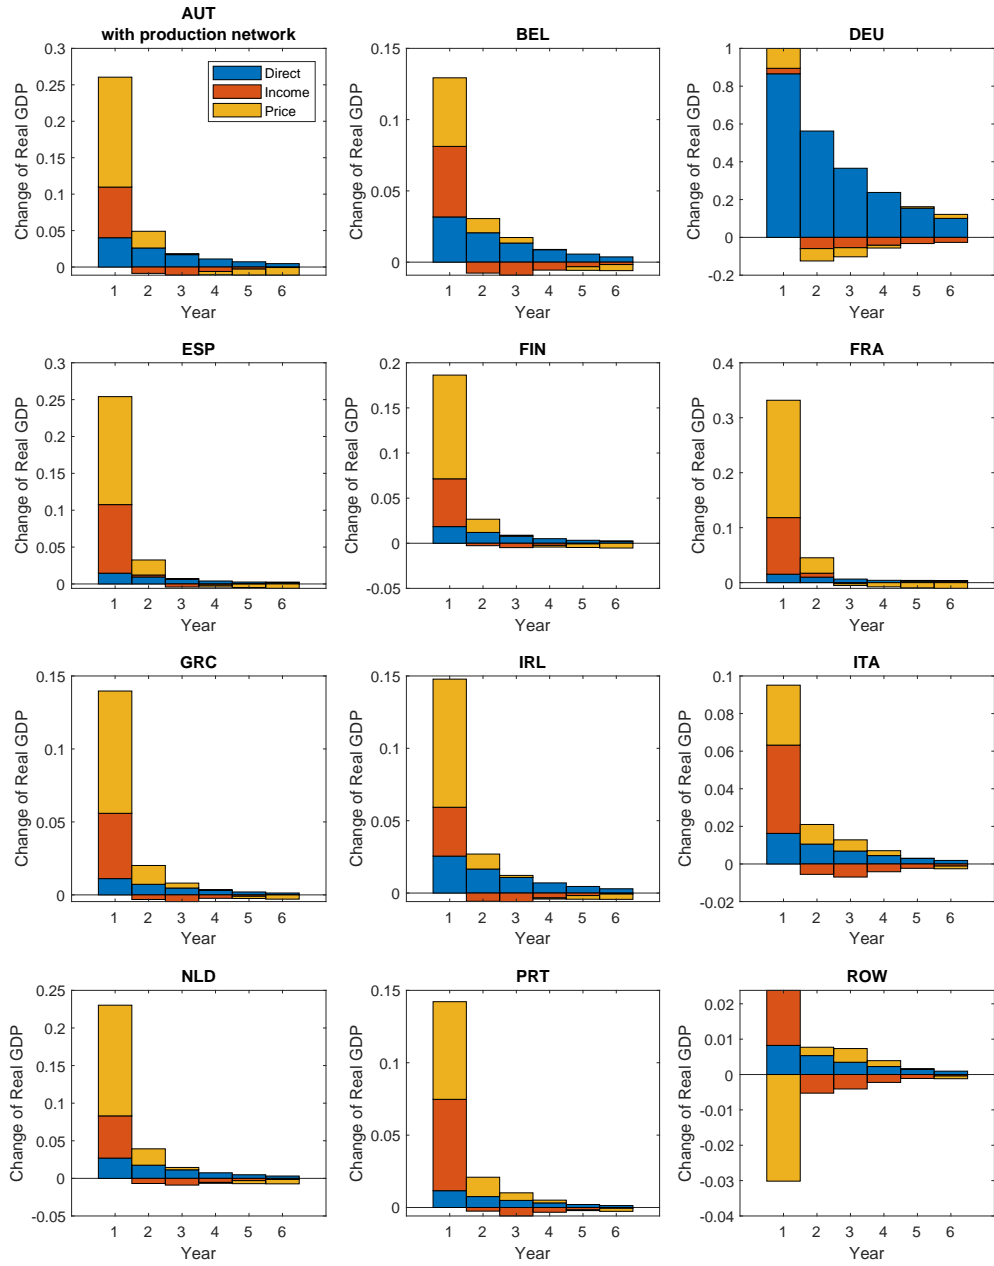 AUT
with production network
0.3
0.25
0.2
0.15
0.1
0.05
0
Change of Real GDP
Direct
Income
Price
1 2 3 4 5 6
Year
BEL
0.15
0.1
0.05
0
Change of Real GDP
1 2 3 4 5 6
Year
DEU
1
0.8
0.6
0.4
0.2
0
-0.2
Change of Real GDP
1 2 3 4 5 6
Year
ESP
0.3
0.25
0.2
0.15
0.1
0.05
0
Change of Real GDP
1 2 3 4 5 6
Year
FIN
0.2
0.15
0.1
0.05
0
-0.05
Change of Real GDP
1 2 3 4 5 6
Year
FRA
0.4
0.3
0.2
0.1
0
Change of Real GDP
1 2 3 4 5 6
Year
GRC
0.15
0.1
0.05
0
Change of Real GDP
1 2 3 4 5 6
Year
IRL
0.15
0.1
0.05
0
Change of Real GDP
1 2 3 4 5 6
Year
ITA
0.1
0.08
0.06
0.04
0.02
0
-0.02
Change of Real GDP
1 2 3 4 5 6
Year
NLD
0.25
0.2
0.15
0.1
0.05
0
-0.05
Change of Real GDP
1 2 3 4 5 6
Year
PRT
0.15
0.1
0.05
0
Change of Real GDP
1 2 3 4 5 6
Year
ROW
0.02
0.01
0
-0.01
-0.02
-0.03
-0.04
Change of Real GDP
1 2 3 4 5 6
Year